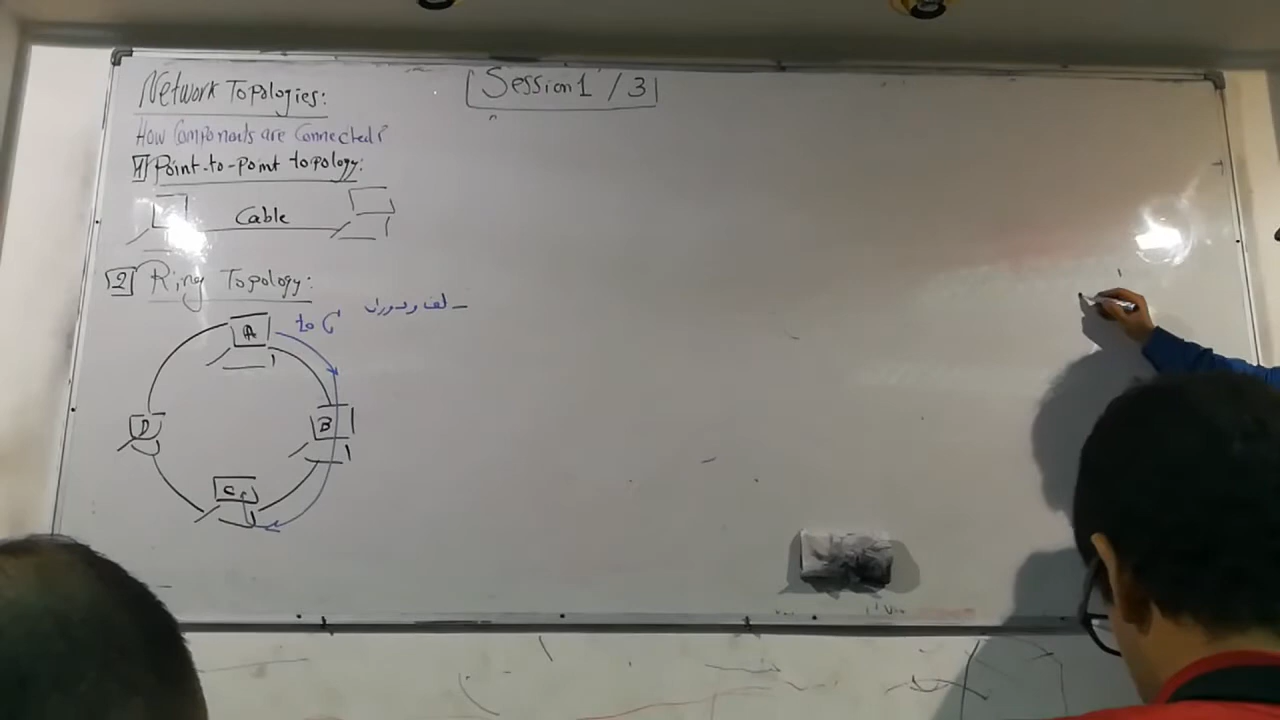 Session 1 / 3
Network Topologies:
How Components are Connected?
1 Point-to-point topology:
Cable
2 Ring Topology:
- لف ودوران
to C
A
B
D
C